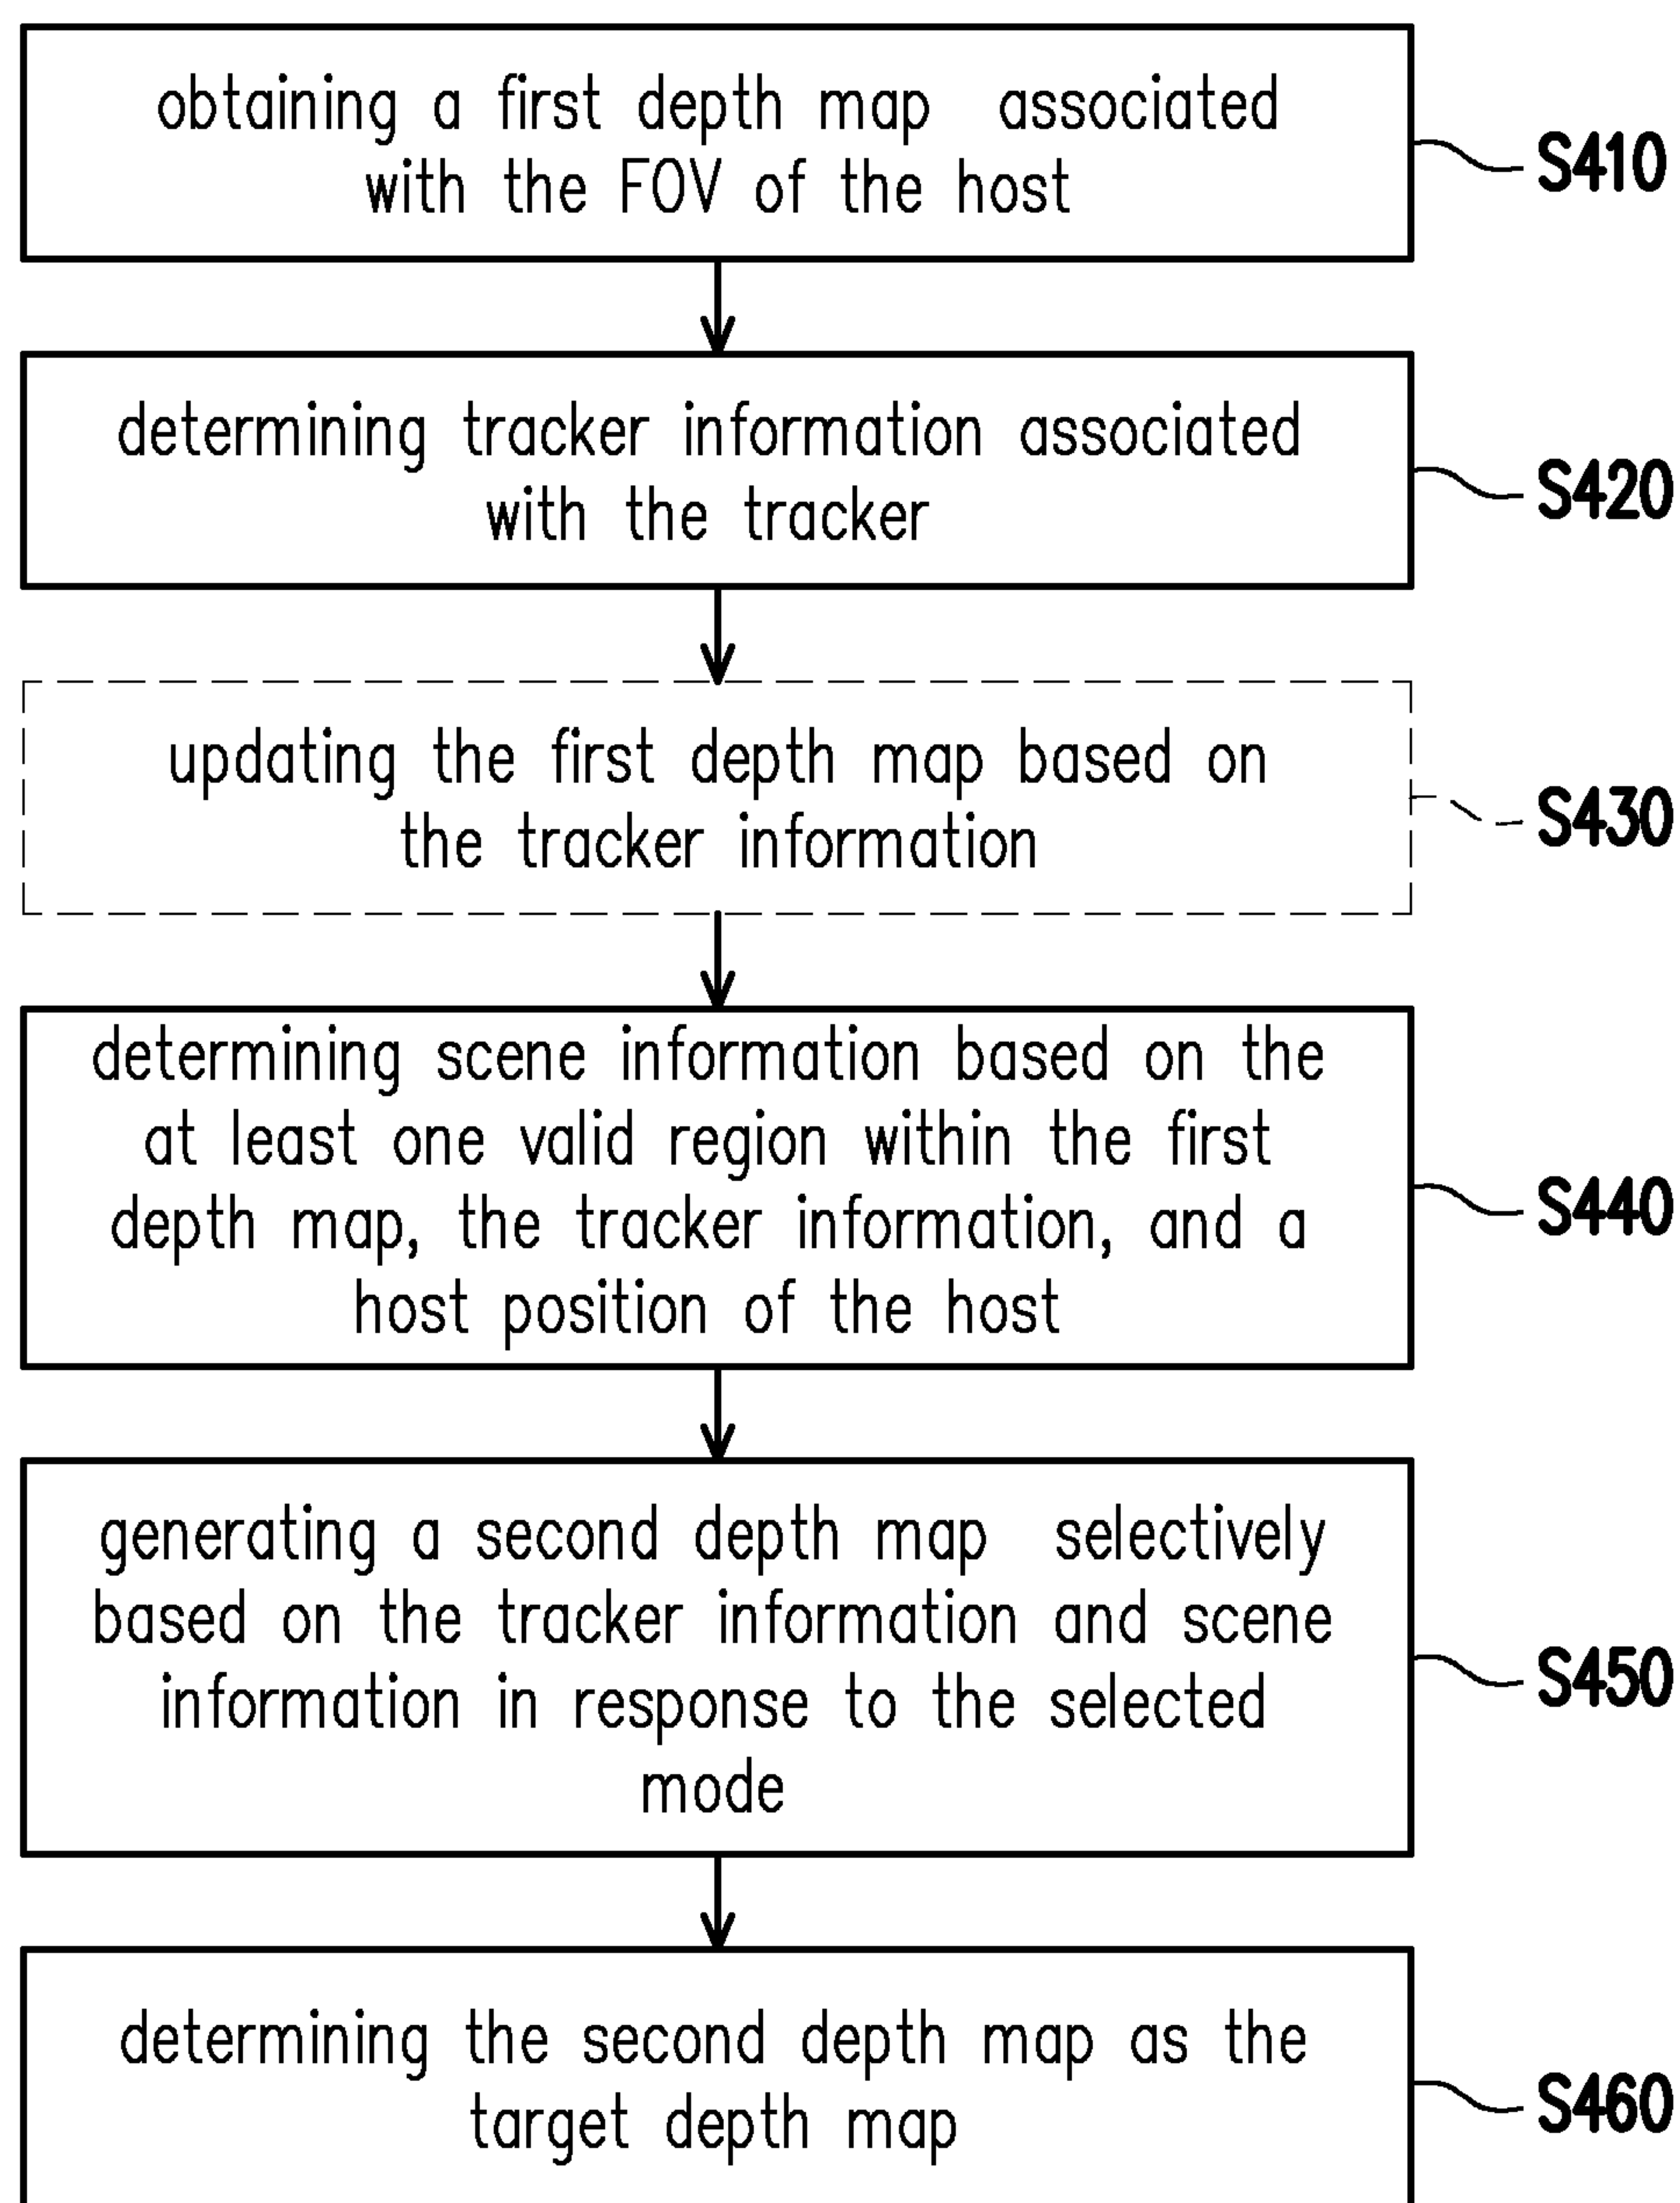 obtaining a first depth map associated
with the FOV of the host
S410
determining tracker information associated
with the tracker
S420
updating the first depth map based on
the tracker information
S430
determining scene information based on the
at least one valid region within the first
depth map, the tracker information, and a
host position of the host
S440
generating a second depth map selectively
based on the tracker information and scene
information in response to the selected
mode
S450
determining the second depth map as the
target depth map
S460